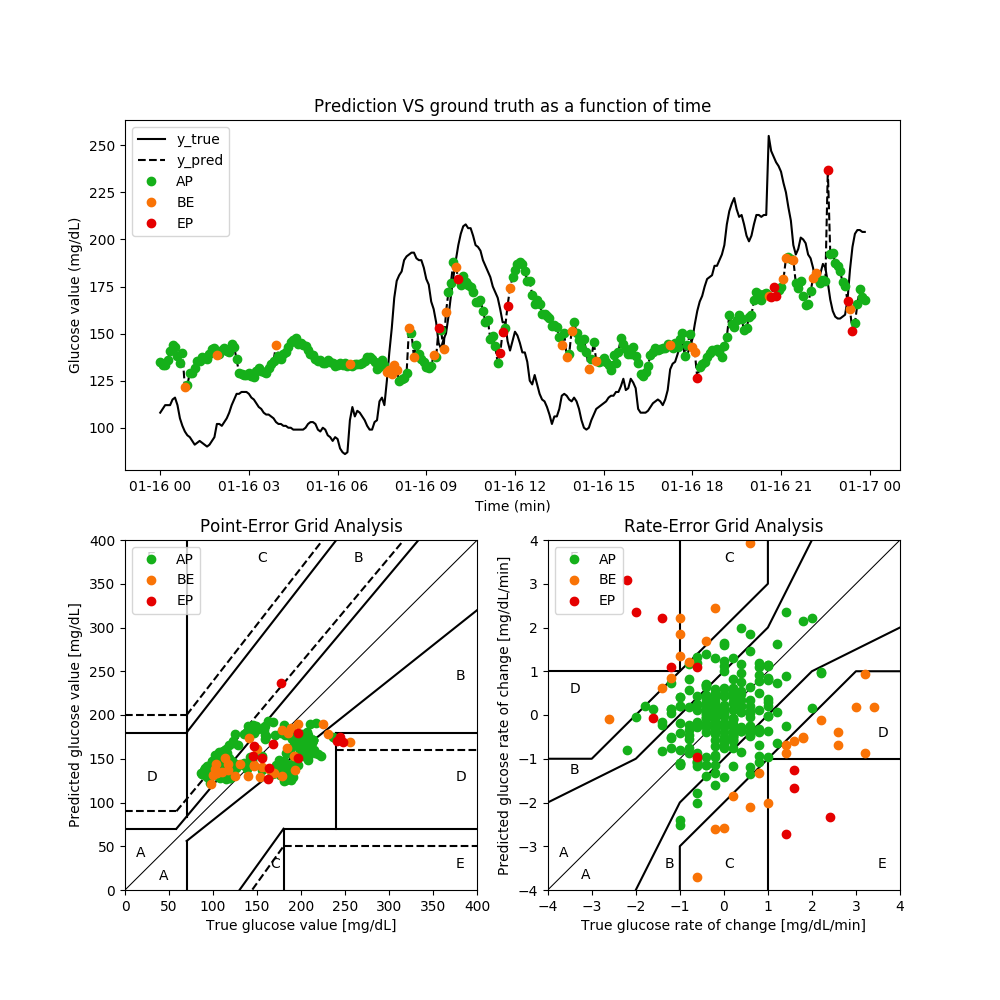 Prediction VS ground truth as a function of time
Glucose value (mg/dL)
250
225
200
175
150
125
100
y_true
y_pred
AP
BE
EP
01-16 00 01-16 03 01-16 06 01-16 09 01-16 12 01-16 15 01-16 18 01-16 21 01-17 00
Time (min)
Point-Error Grid Analysis
Predicted glucose value [mg/dL]
400
350
300
250
200
150
100
50
0
AP
BE
EP
C
B
B
D
D
A
A
C
E
0 50 100 150 200 250 300 350 400
True glucose value [mg/dL]
Rate-Error Grid Analysis
Predicted glucose rate of change [mg/dL/min]
4
3
2
1
0
−1
−2
−3
−4
AP
BE
EP
C
D
D
B
A
A
B
C
E
−4 −3 −2 −1 0 1 2 3 4
True glucose rate of change [mg/dL/min]